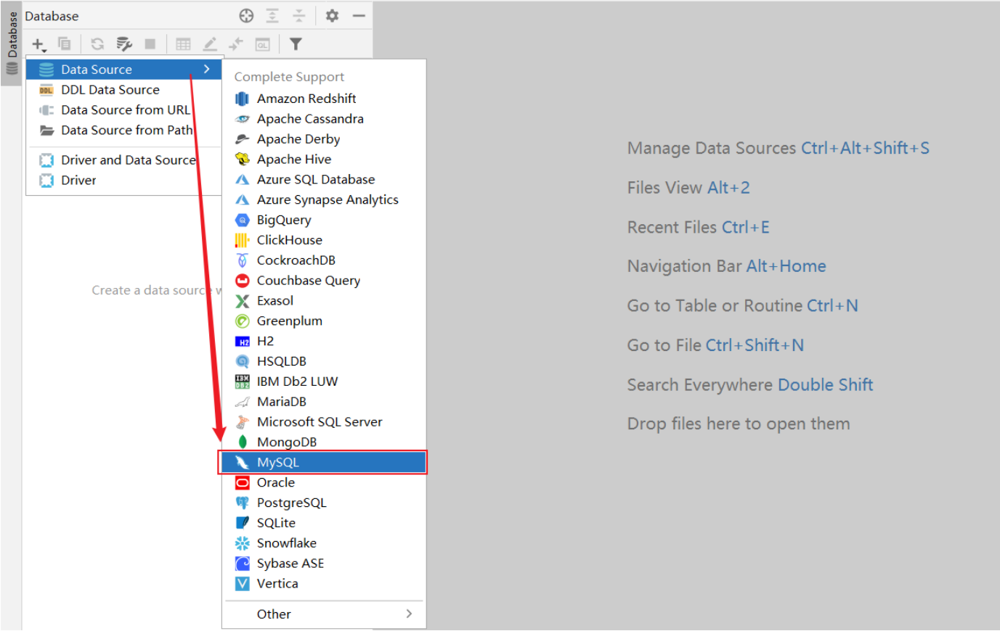 Database
Database
Data Source
DDL Data Source
Data Source from URL
Data Source from Path
Driver and Data Source
Driver
Create a data source w
Complete Support
Amazon Redshift
Apache Cassandra
Apache Derby
Apache Hive
Azure SQL Database
Azure Synapse Analytics
BigQuery
ClickHouse
CockroachDB
Couchbase Query
Exasol
Greenplum
H2
HSQLDB
IBM Db2 LUW
MariaDB
Microsoft SQL Server
MongoDB
MySQL
Oracle
PostgreSQL
SQLite
Snowflake
Sybase ASE
Vertica
Other
Manage Data Sources Ctrl+Alt+Shift+S
Files View Alt+2
Recent Files Ctrl+E
Navigation Bar Alt+Home
Go to Table or Routine Ctrl+N
Go to File Ctrl+Shift+N
Search Everywhere Double Shift
Drop files here to open them